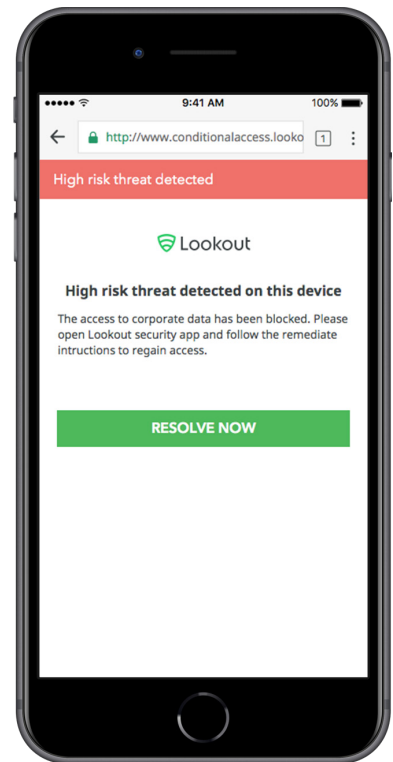 9:41 AM
100%
http://www.conditionalaccess.looko
1
High risk threat detected
Lookout
High risk threat detected on this device
The access to corporate data has been blocked. Please
open Lookout security app and follow the remediate
intructions to regain access.
RESOLVE NOW